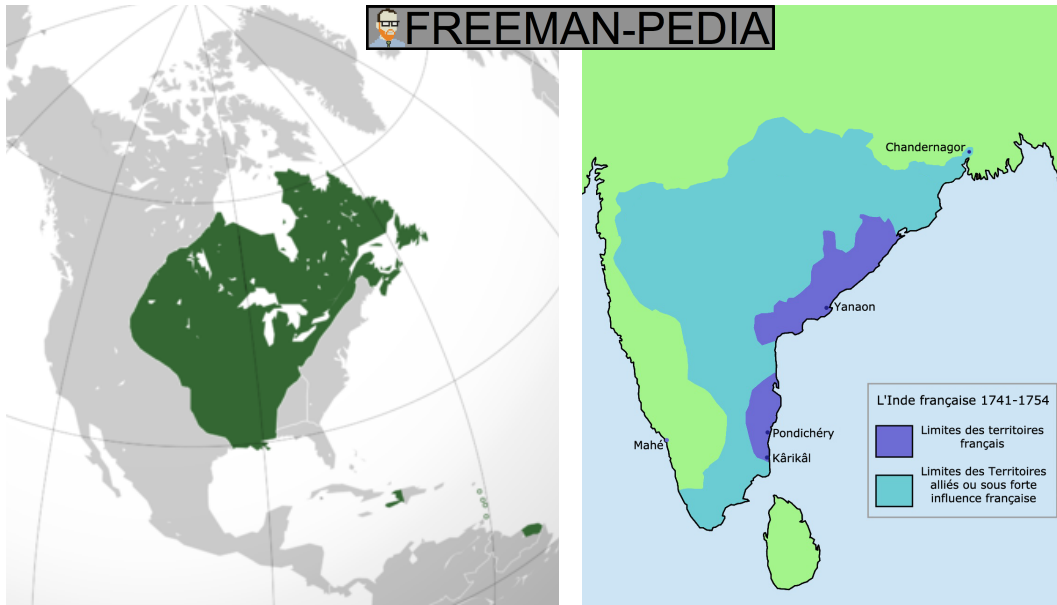 FREEMAN-PEDIA
Chandernagor
Yanaon
L'Inde française 1741-1754
Limites des territoires
français
Limites des Territoires
alliés ou sous forte
influence française
Pondichéry
Mahé
Kârikâl